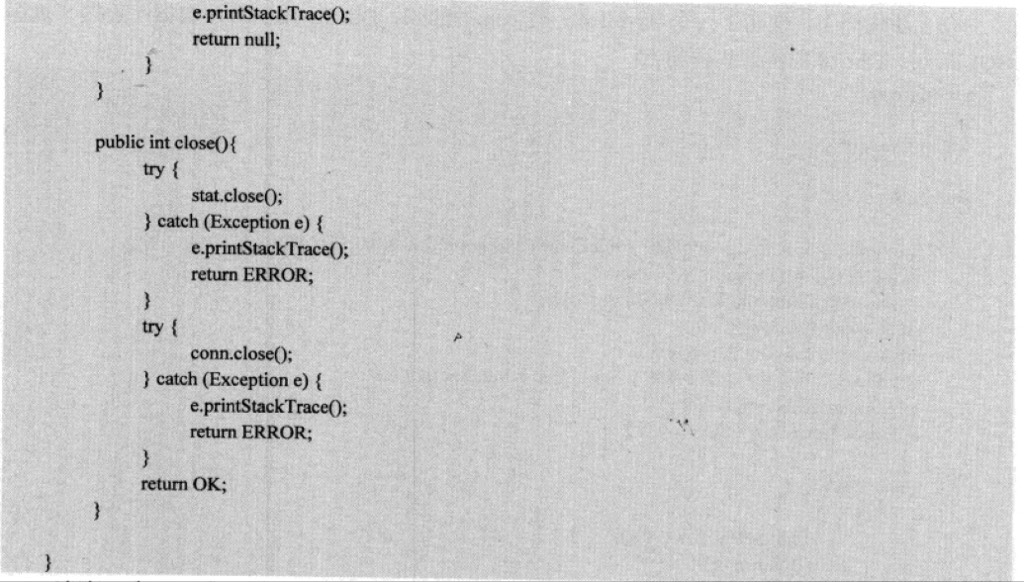 e.printStackTrace();
return null;
}
}
public int close(){
try {
stat.close();
} catch (Exception e) {
e.printStackTrace();
return ERROR;
}
try {
conn.close();
} catch (Exception e) {
e.printStackTrace();
return ERROR;
}
return OK;
}
}